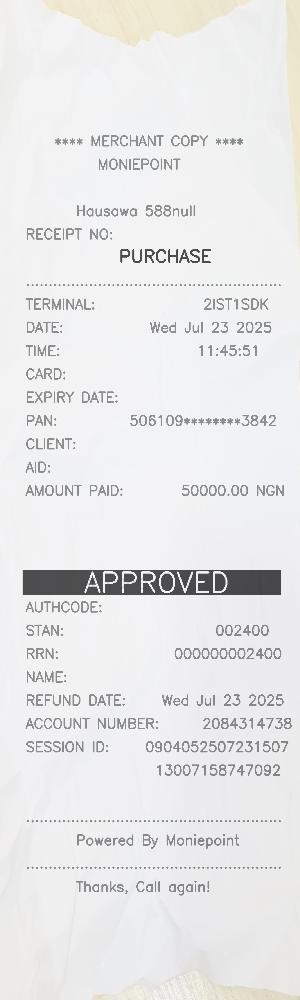 **** MERCHANT COPY ****
MONIEPOINT
Hausawa 588null
RECEIPT NO:
PURCHASE
TERMINAL: 2IST1SDK
DATE: Wed Jul 23 2025
TIME: 11:45:51
CARD:
EXPIRY DATE:
PAN: 506109********3842
CLIENT:
AID:
AMOUNT PAID: 50000.00 NGN
APPROVED
AUTHCODE:
STAN: 002400
RRN: 000000002400
NAME:
REFUND DATE: Wed Jul 23 2025
ACCOUNT NUMBER: 2084314738
SESSION ID: 0904052507231507
13007158747092
Powered By Moniepoint
Thanks, Call again!